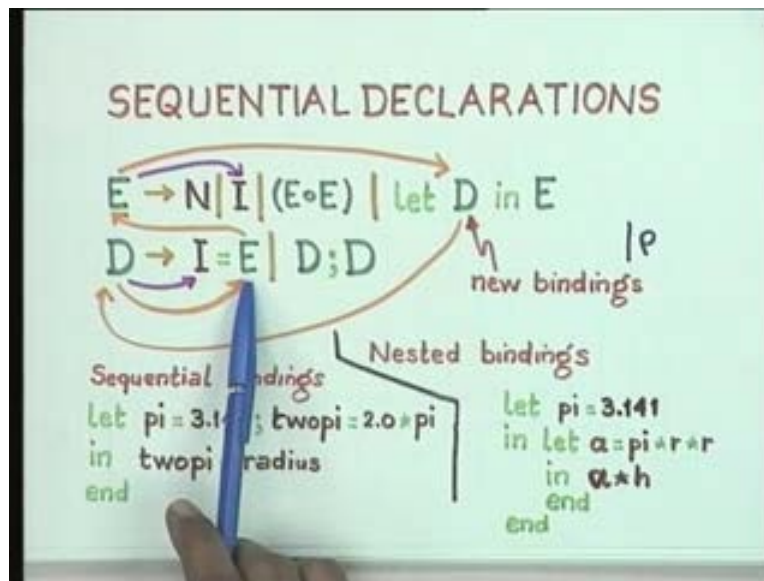 SEQUENTIAL DECLARATIONS
E → N | I | (E∘E) | let D in E
D → I = E | D ; D
|ρ
new bindings
Sequential
let pi = 3.14 ; twopi = 2.0 * pi
in twopi radius
end
Nested bindings
let pi = 3.141
in let a = pi * r * r
in a * h
end
end